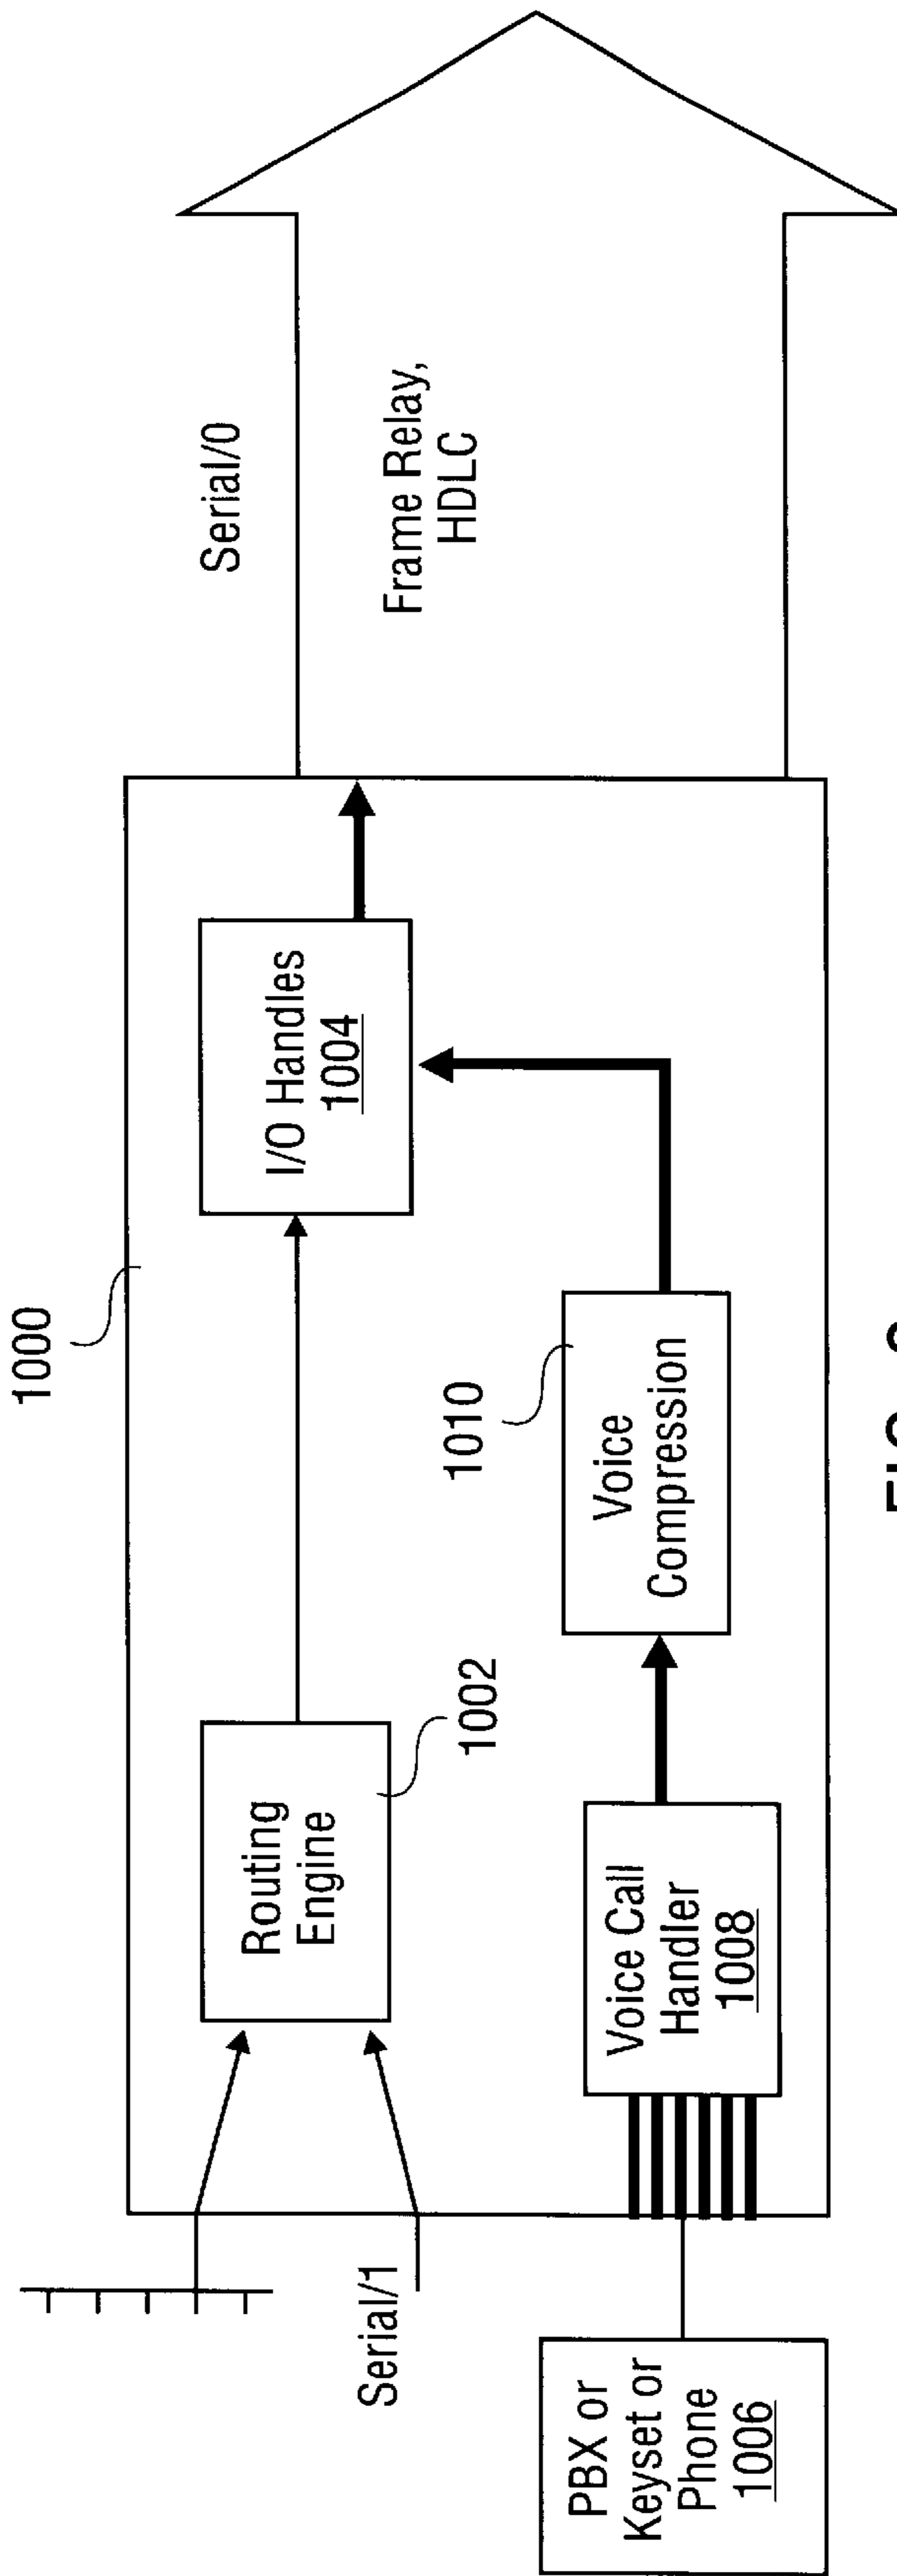 1000
Serial/0
Frame Relay,
HDLC
I/O Handles
1004
Routing
Engine
1002
1010
Voice
Compression
Voice Call
Handler
1008
Serial/1
PBX or
Keyset or
Phone
1006